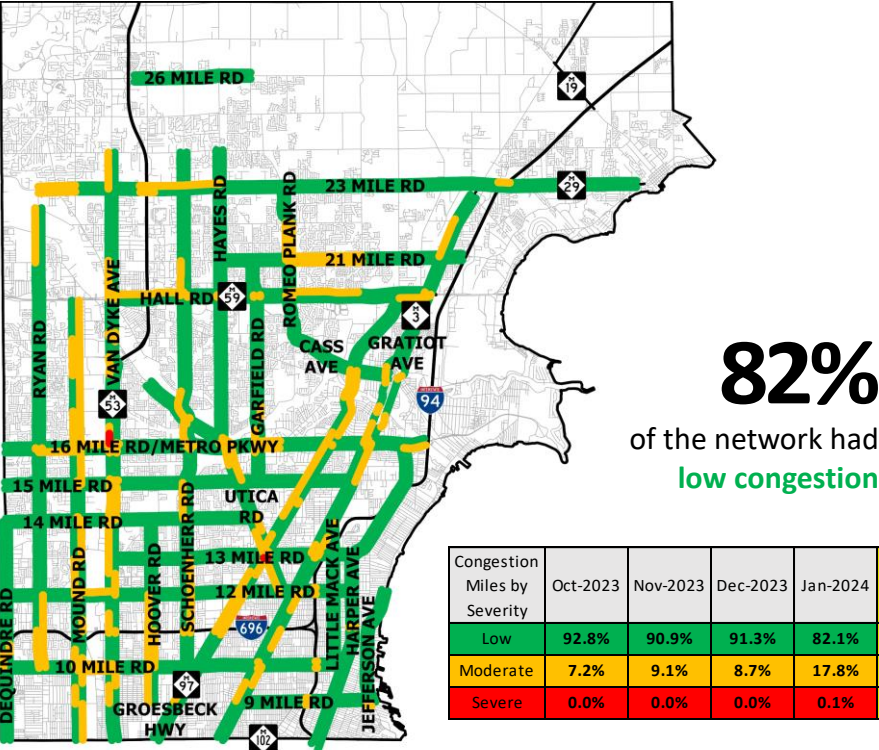 26 MILE RD
M
19
23 MILE RD
M
29
HAYES RD
ROMEO PLANK RD
21 MILE RD
VAN DYKE AVE
HALL RD
M
59
M
3
RYAN RD
GARFIELD RD
CASS
AVE
GRATIOT
AVE
94
M
53
16 MILE RD/METRO PKWY
15 MILE RD
UTICA
RD
14 MILE RD
SCHOENHERR RD
13 MILE RD
12 MILE RD
MOUND RD
HOOVER RD
LITTLE MACK AVE
HARPER AVE
DEQUINDRE RD
696
JEFFERSON AVE
10 MILE RD
M
97
GROESBECK
HWY
9 MILE RD
M
102
82%
of the network had
low congestion
Congestion
Miles by
Severity
Oct-2023 Nov-2023 Dec-2023 Jan-2024
Low 92.8% 90.9% 91.3% 82.1%
Moderate 7.2% 9.1% 8.7% 17.8%
Severe 0.0% 0.0% 0.0% 0.1%